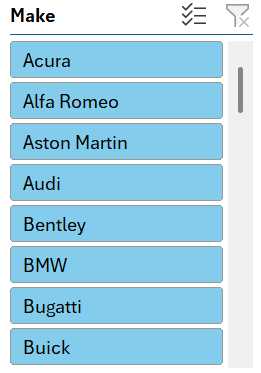 Make
Acura
Alfa Romeo
Aston Martin
Audi
Bentley
BMW
Bugatti
Buick